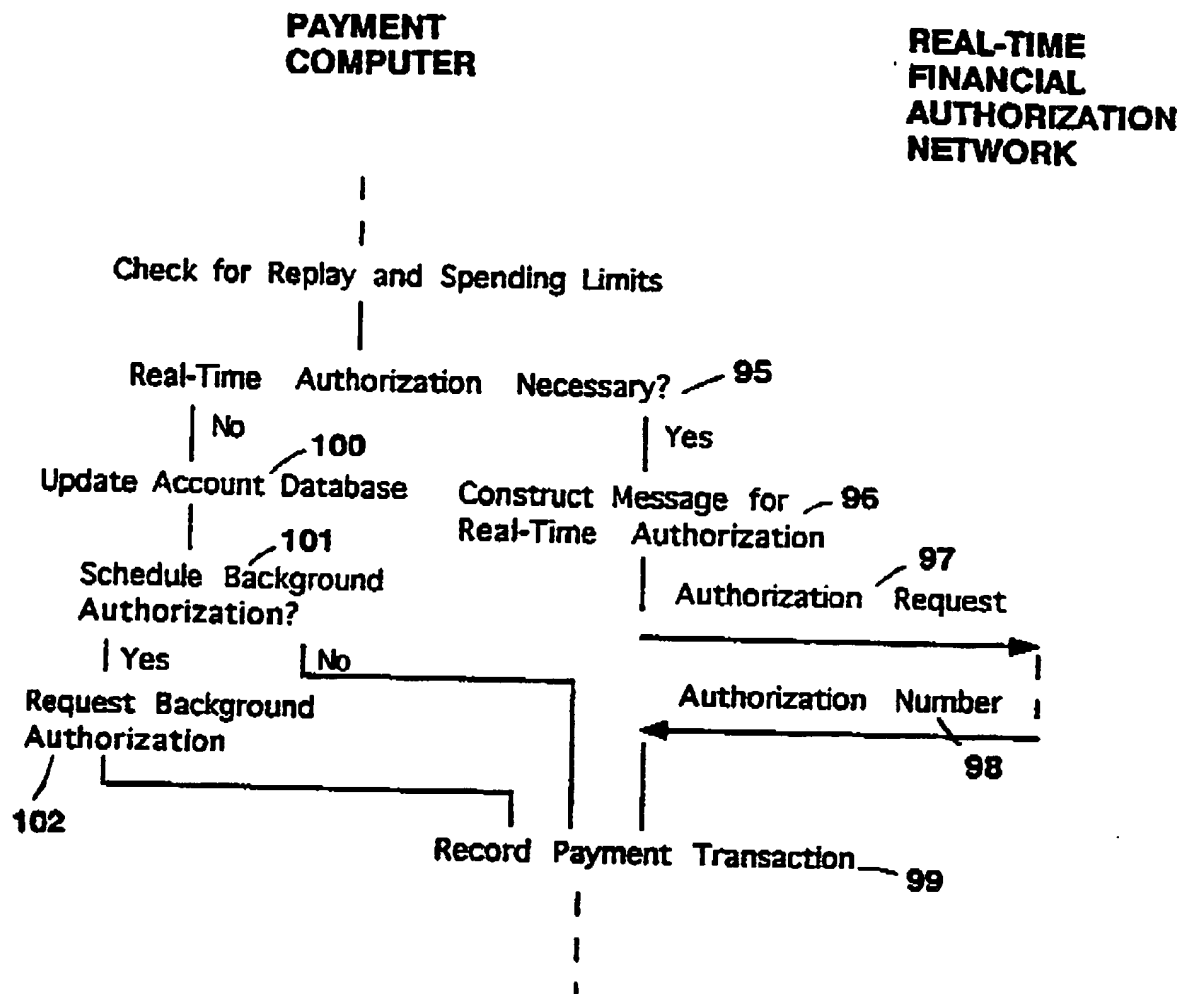 PAYMENT
COMPUTER
REAL-TIME
FINANCIAL
AUTHORIZATION
NETWORK
Check for Replay and Spending Limits
Real-Time Authorization Necessary? 95
No
Yes
100
Update Account Database
Construct Message for
Real-Time Authorization
96
101
Schedule Background
Authorization?
97
Authorization Request
Yes
No
Request Background
Authorization
Authorization Number
98
102
Record Payment Transaction 99